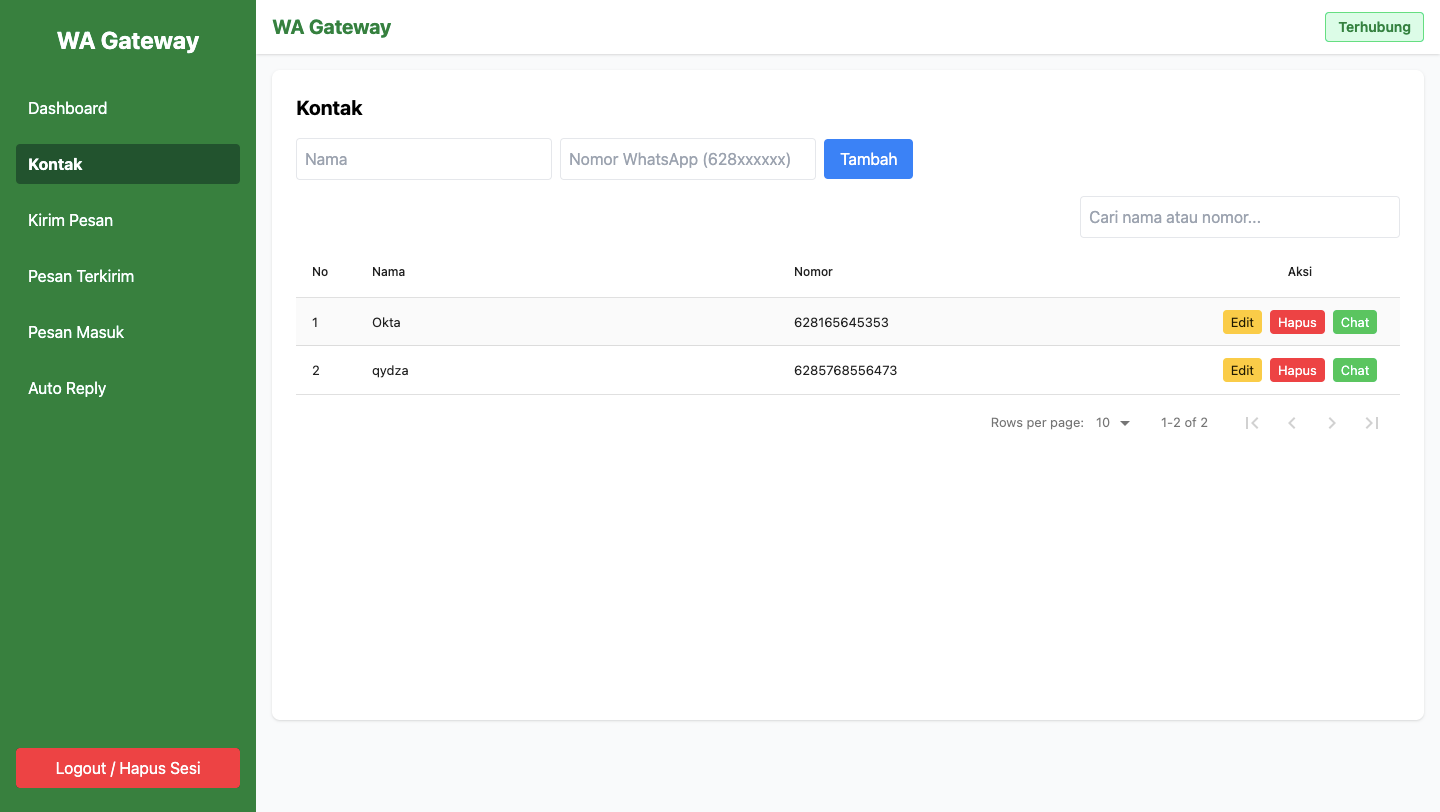 WA Gateway
Dashboard
Kontak
Kirim Pesan
Pesan Terkirim
Pesan Masuk
Auto Reply
Logout / Hapus Sesi
WA Gateway
Terhubung
Kontak
Nama
Nomor WhatsApp (628xxxxxx)
Tambah
Cari nama atau nomor...
No Nama Nomor Aksi
1 Okta 628165645353 Edit Hapus Chat
2 qydza 6285768556473 Edit Hapus Chat
Rows per page: 10 1-2 of 2